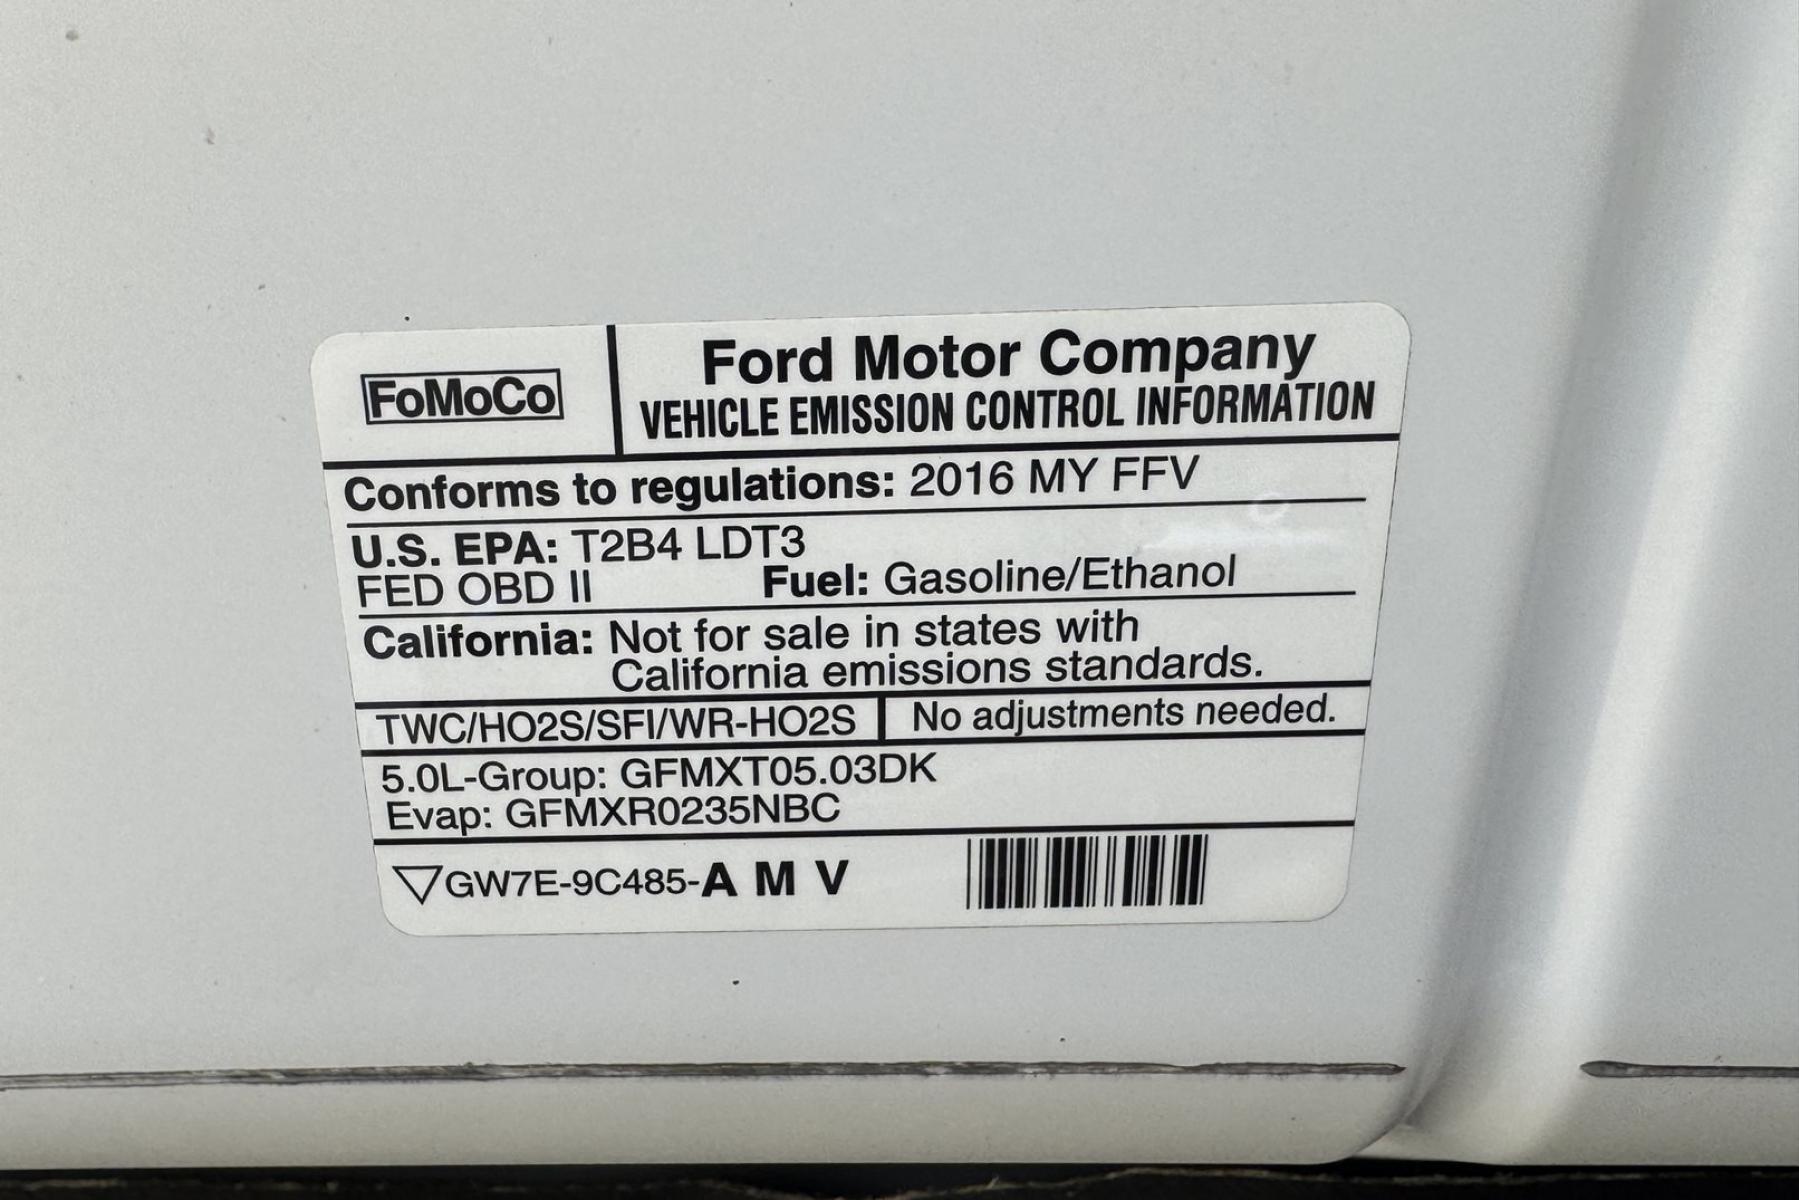 FoMoCo
Ford Motor Company
VEHICLE EMISSION CONTROL INFORMATION
Conforms to regulations: 2016 MY FFV
U.S. EPA: T2B4 LDT3
FED OBD II Fuel: Gasoline/Ethanol
California: Not for sale in states with
California emissions standards.
TWC/HO2S/SFI/WR-HO2S No adjustments needed.
5.0L-Group: GFMXT05.03DK
Evap: GFMXR0235NBC
GW7E-9C485-A M V